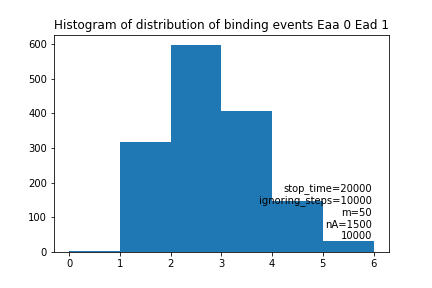 Histogram of distribution of binding events Eaa 0 Ead 1
600
500
400
300
200
100
0
stop_time=20000
ignoring_steps=10000
m=50
nA=1500
10000
0 1 2 3 4 5 6